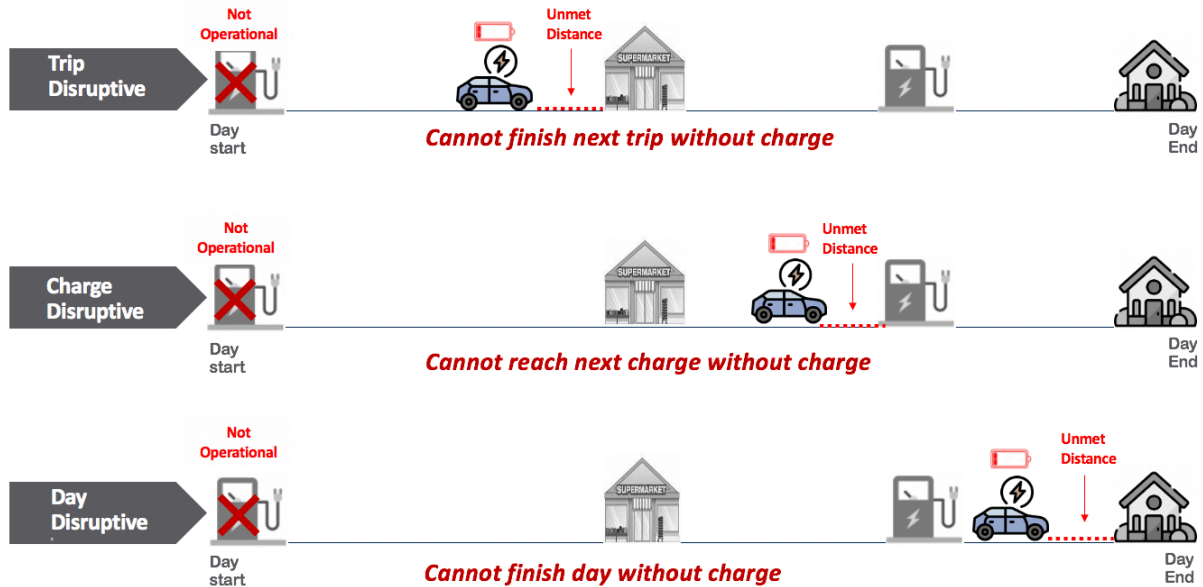 Not
Operational
Unmet
Distance
SUPERMARKET
Trip
Disruptive
Day
start
Cannot finish next trip without charge
Day
End
Not
Operational
Unmet
Distance
SUPERMARKET
Charge
Disruptive
Day
start
Cannot reach next charge without charge
Day
End
Not
Operational
Unmet
Distance
SUPERMARKET
Day
Disruptive
Day
start
Cannot finish day without charge
Day
End